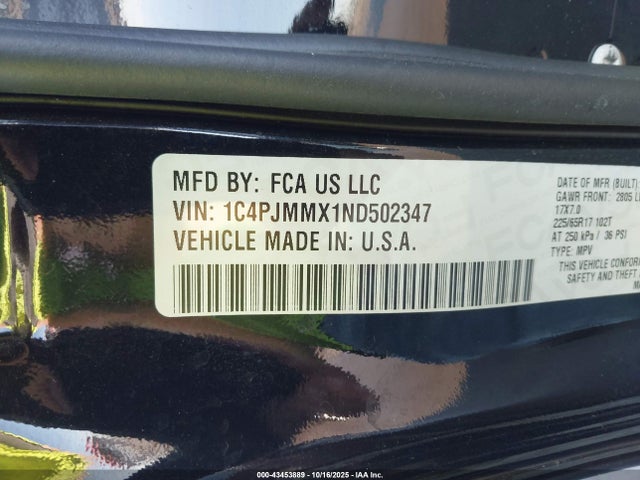 MFD BY: FCA US LLC
VIN: 1C4PJMMX1ND502347
VEHICLE MADE IN: U.S.A.
DATE OF MFR (BUILT):
GAWR FRONT: 2805 L
17X7.0
225/65R17 102T
AT 250 kPa / 36 PSI
TYPE: MPV
THIS VEHICLE CONFORM
SAFETY AND THEFT
00-43453889 - 10/16/2025 - IAA Inc.